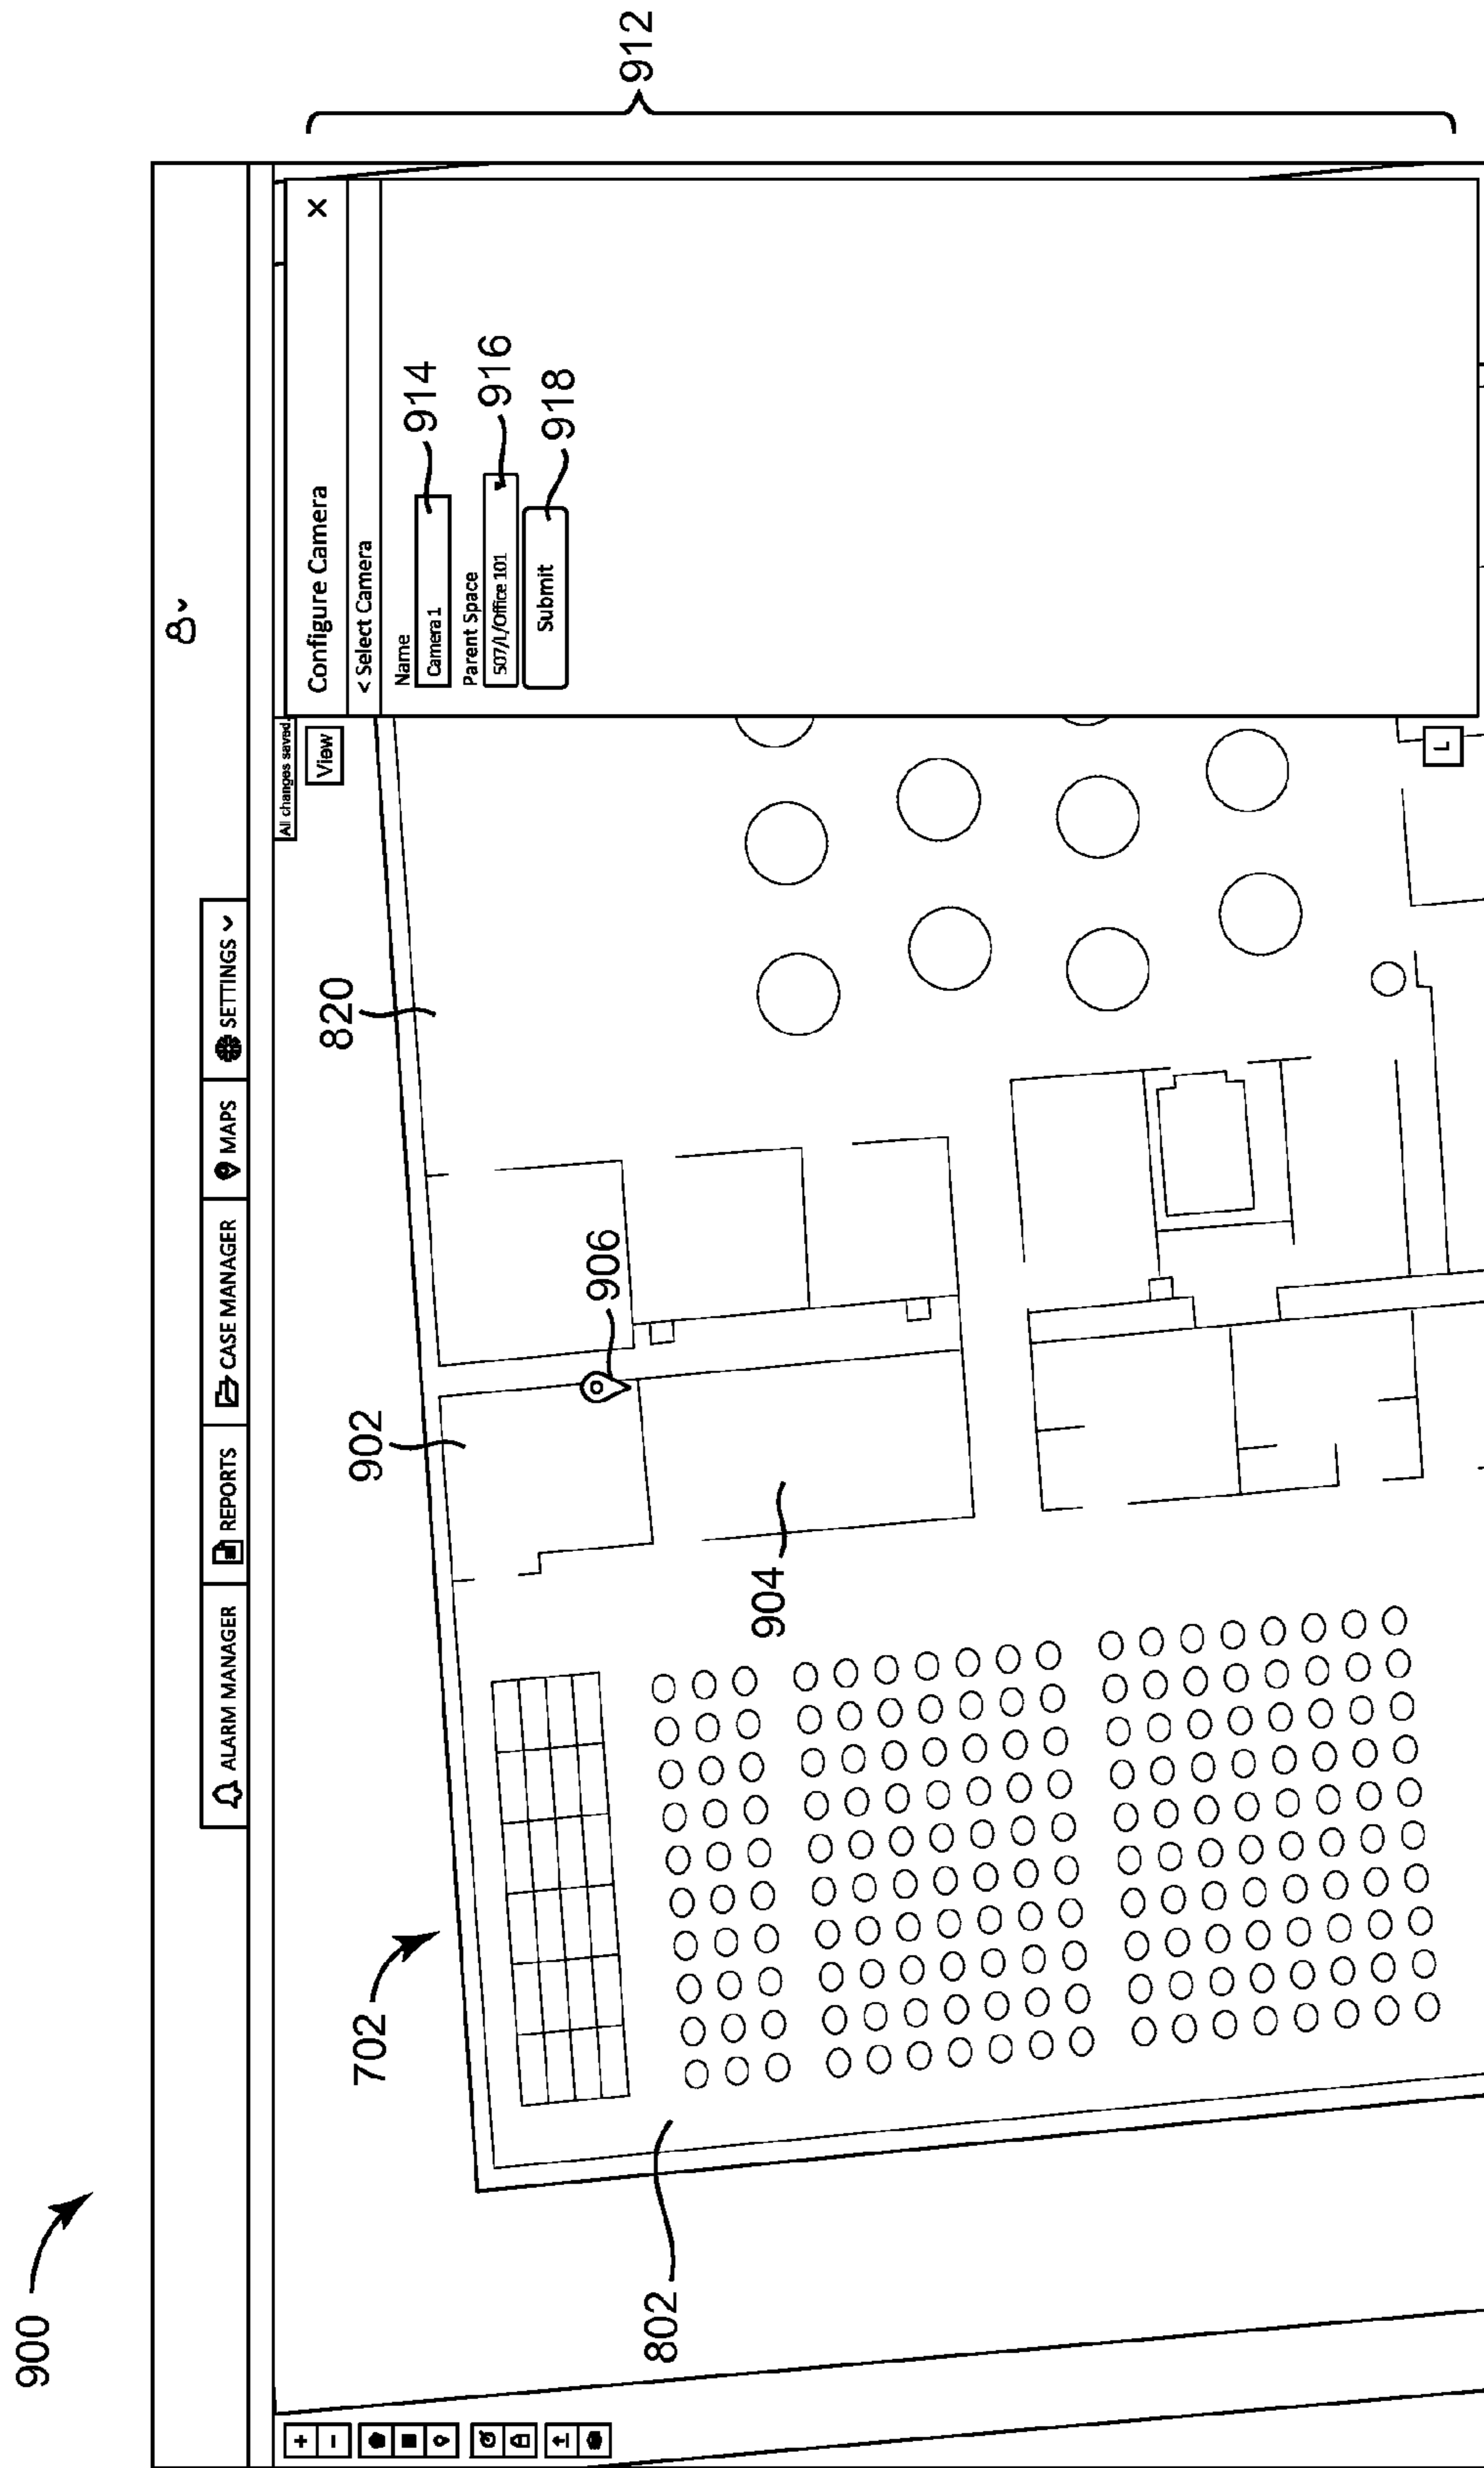 900
ALARM MANAGER
REPORTS
CASE MANAGER
MAPS
SETTINGS
All changes saved.
View
Configure Camera
X
< Select Camera
Name
Camera 1
Parent Space
507/L/Office 101
Submit
912
914
916
918
702
902
820
906
904
802
L
+
-